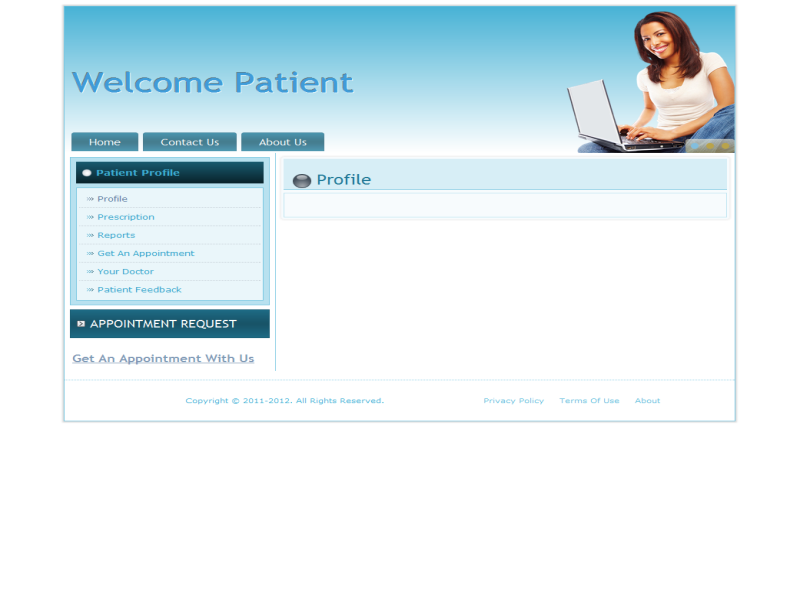 Welcome Patient
Home
Contact Us
About Us
Patient Profile
Profile
Prescription
Reports
Get An Appointment
Your Doctor
Patient Feedback
APPOINTMENT REQUEST
Get An Appointment With Us
Profile
Copyright © 2011-2012. All Rights Reserved.
Privacy Policy
Terms Of Use
About